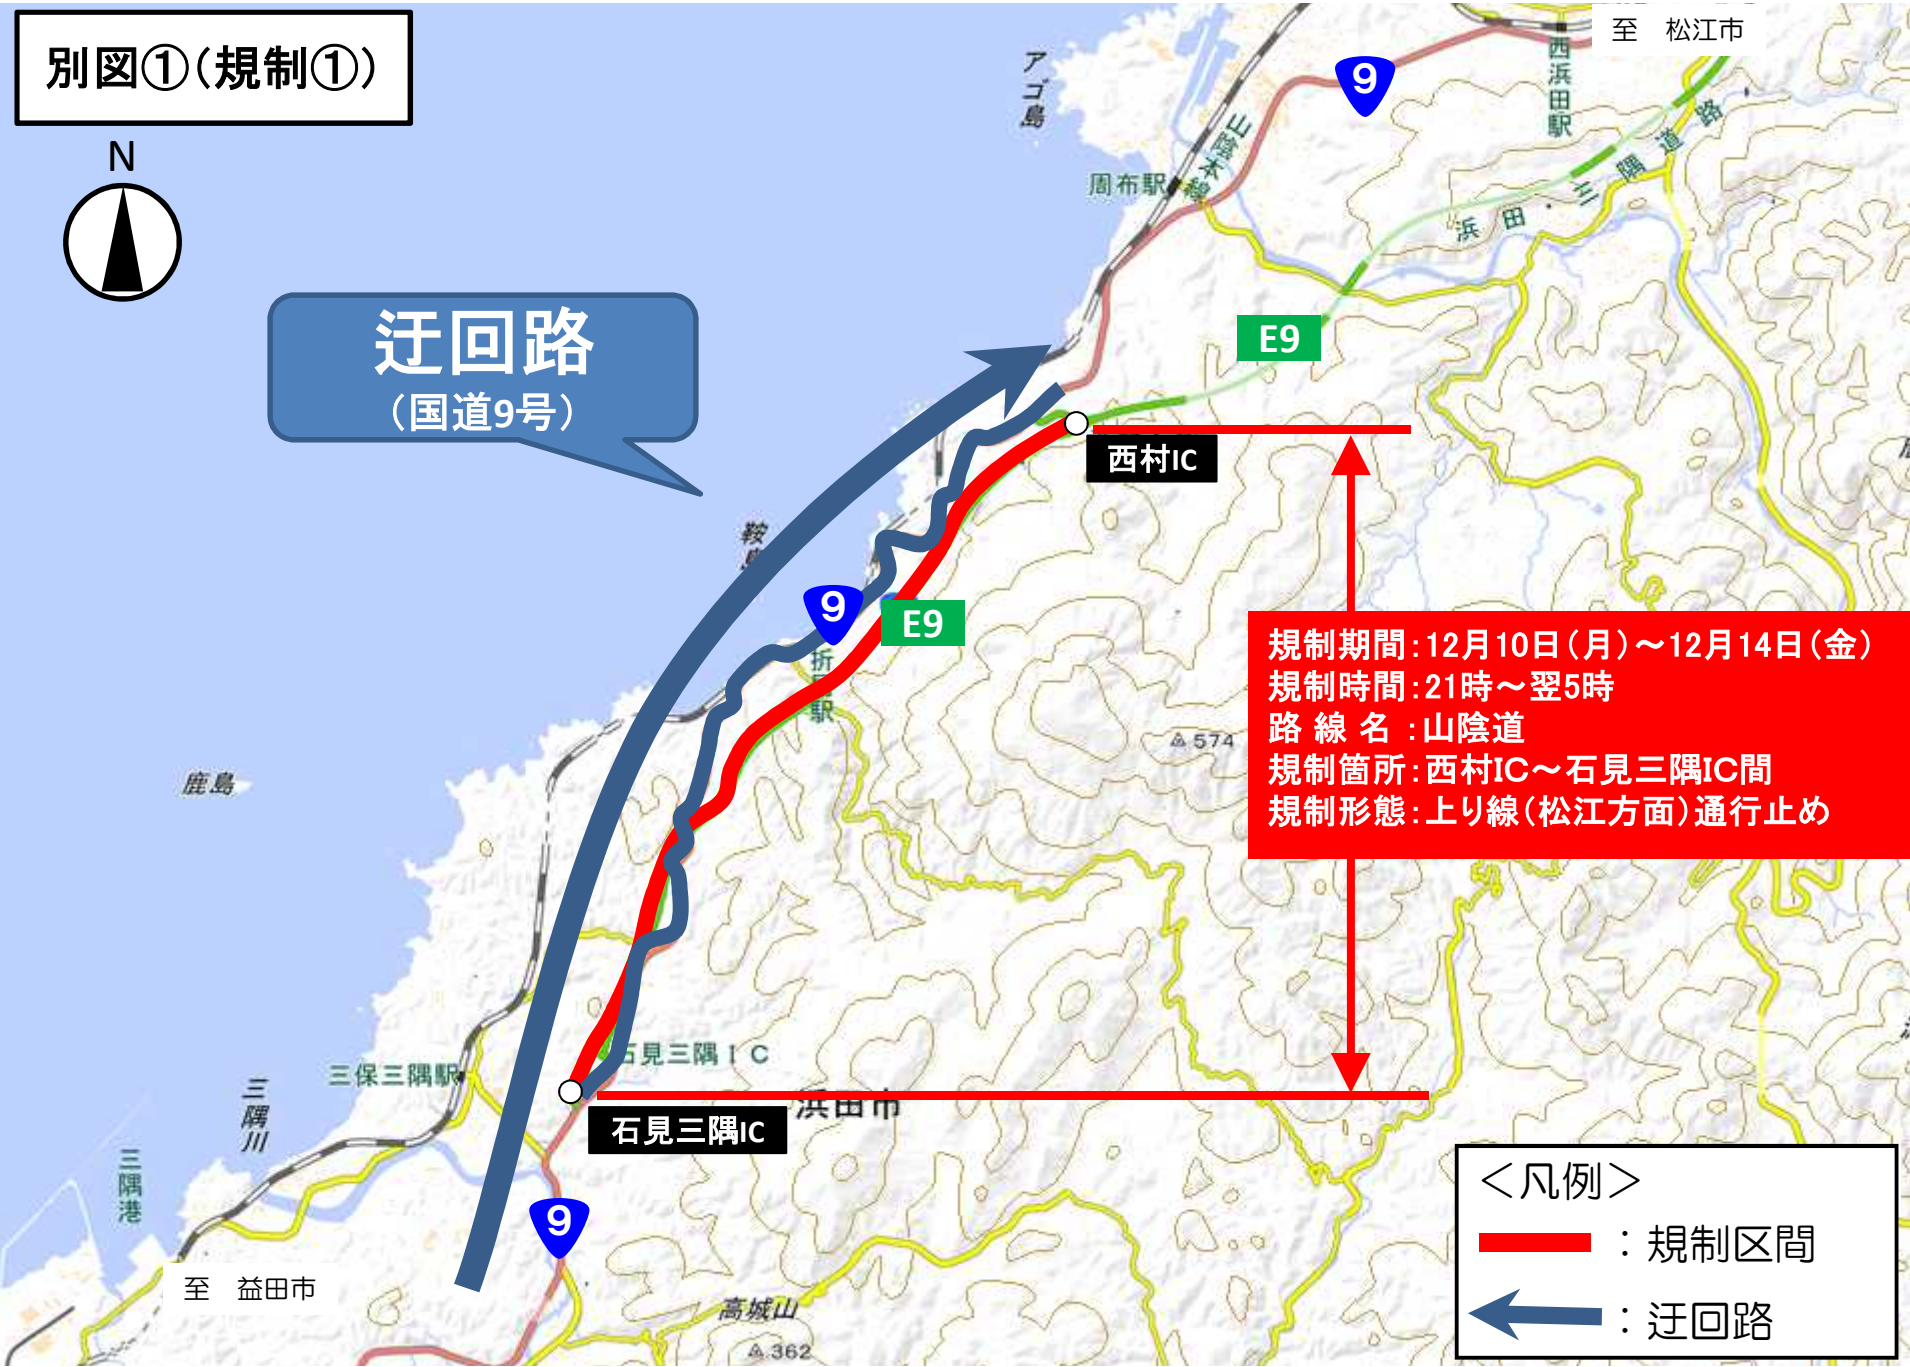 別図①(規制①)
N
至 松江市
アゴ島
西浜田駅
9
山陰本線
周布駅
浜田・三隅道路
E9
迂回路
(国道9号)
西村IC
鞍島
9
E9
折居駅
規制期間:12月10日(月)~12月14日(金)
規制時間:21時~翌5時
路線名:山陰道
規制箇所:西村IC~石見三隅IC間
規制形態:上り線(松江方面)通行止め
574
鹿島
石見三隅IC
三保三隅駅
浜田市
三隅川
石見三隅IC
三隅港
9
至 益田市
高城山
362
<凡例>
:規制区間
:迂回路